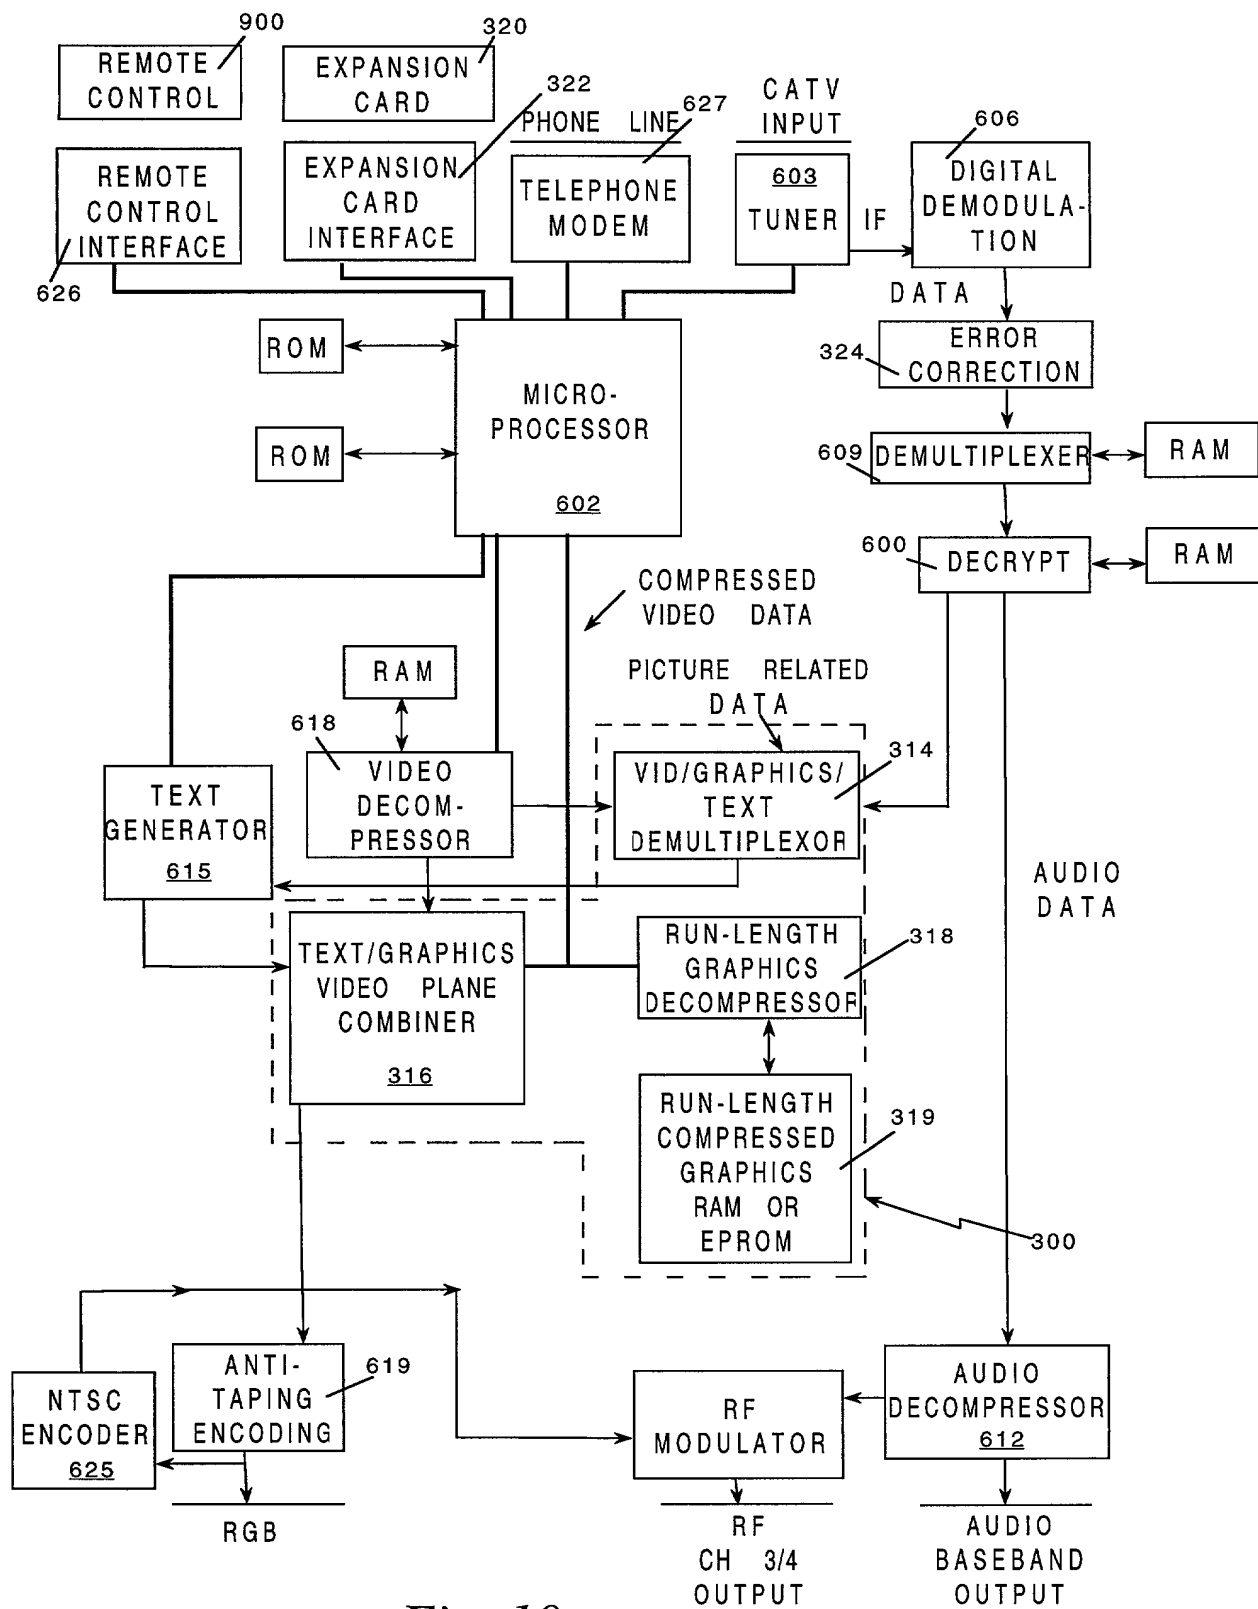 900
REMOTE
CONTROL
320
EXPANSION
CARD
322
PHONE LINE
627
CATV
INPUT
606
REMOTE
CONTROL
INTERFACE
626
EXPANSION
CARD
INTERFACE
TELEPHONE
MODEM
603
TUNER
IF
DIGITAL
DEMODULA-
TION
DATA
ROM
ROM
MICRO-
PROCESSOR
602
324
ERROR
CORRECTION
609
DEMULTIPLEXER
RAM
600
DECRYPT
RAM
COMPRESSED
VIDEO DATA
PICTURE RELATED
DATA
RAM
618
VIDEO
DECOM-
PRESSOR
VID/GRAPHICS/
TEXT
DEMULTIPLEXOR
314
TEXT
GENERATOR
615
AUDIO
DATA
TEXT/GRAPHICS
VIDEO PLANE
COMBINER
316
RUN-LENGTH
GRAPHICS
DECOMPRESSOR
318
RUN-LENGTH
COMPRESSED
GRAPHICS
RAM OR
EPROM
319
300
NTSC
ENCODER
625
ANTI-
TAPING
ENCODING
619
RF
MODULATOR
AUDIO
DECOMPRESSOR
612
RGB
RF
CH 3/4
OUTPUT
AUDIO
BASEBAND
OUTPUT